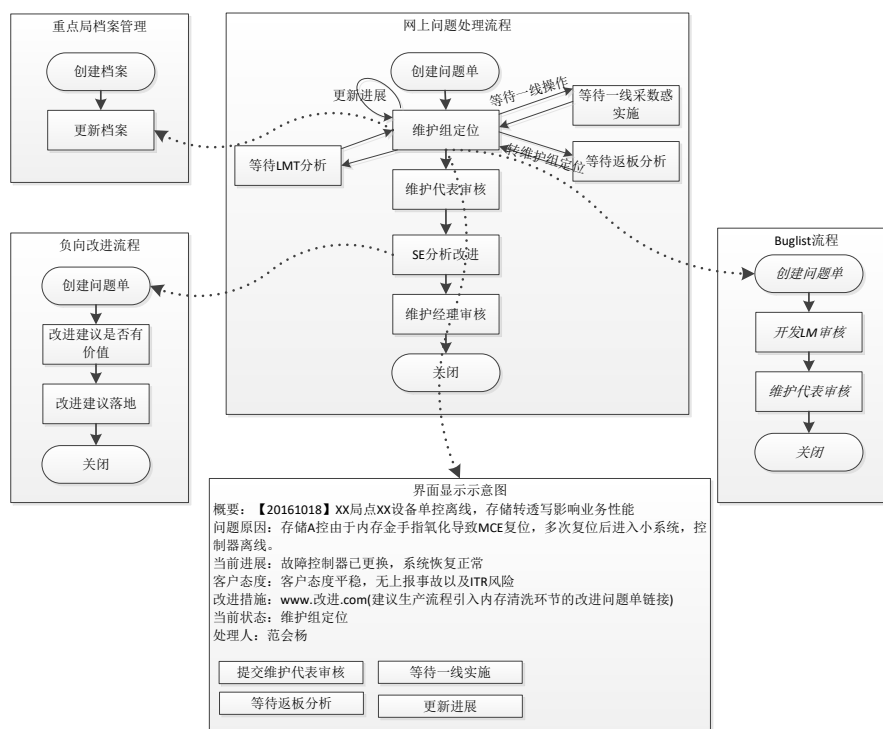 重点局档案管理
创建档案
更新档案
网上问题处理流程
创建问题单
更新进展
等待一线操作
等待一线采数惑
实施
维护组定位
转维护组定位
等待LMT分析
等待返板分析
维护代表审核
SE分析改进
维护经理审核
关闭
负向改进流程
创建问题单
改进建议是否有
价值
改进建议落地
关闭
Buglist流程
创建问题单
开发LM审核
维护代表审核
关闭
界面显示示意图
概要：【20161018】XX局点XX设备单控离线，存储转透写影响业务性能
问题原因：存储A控由于内存金手指氧化导致MCE复位，多次复位后进入小系统，控
制器离线。
当前进展：故障控制器已更换，系统恢复正常
客户态度：客户态度平稳，无上报事故以及ITR风险
改进措施：www.改进.com(建议生产流程引入内存清洗环节的改进问题单链接)
当前状态：维护组定位
处理人：范会杨
提交维护代表审核
等待一线实施
等待返板分析
更新进展